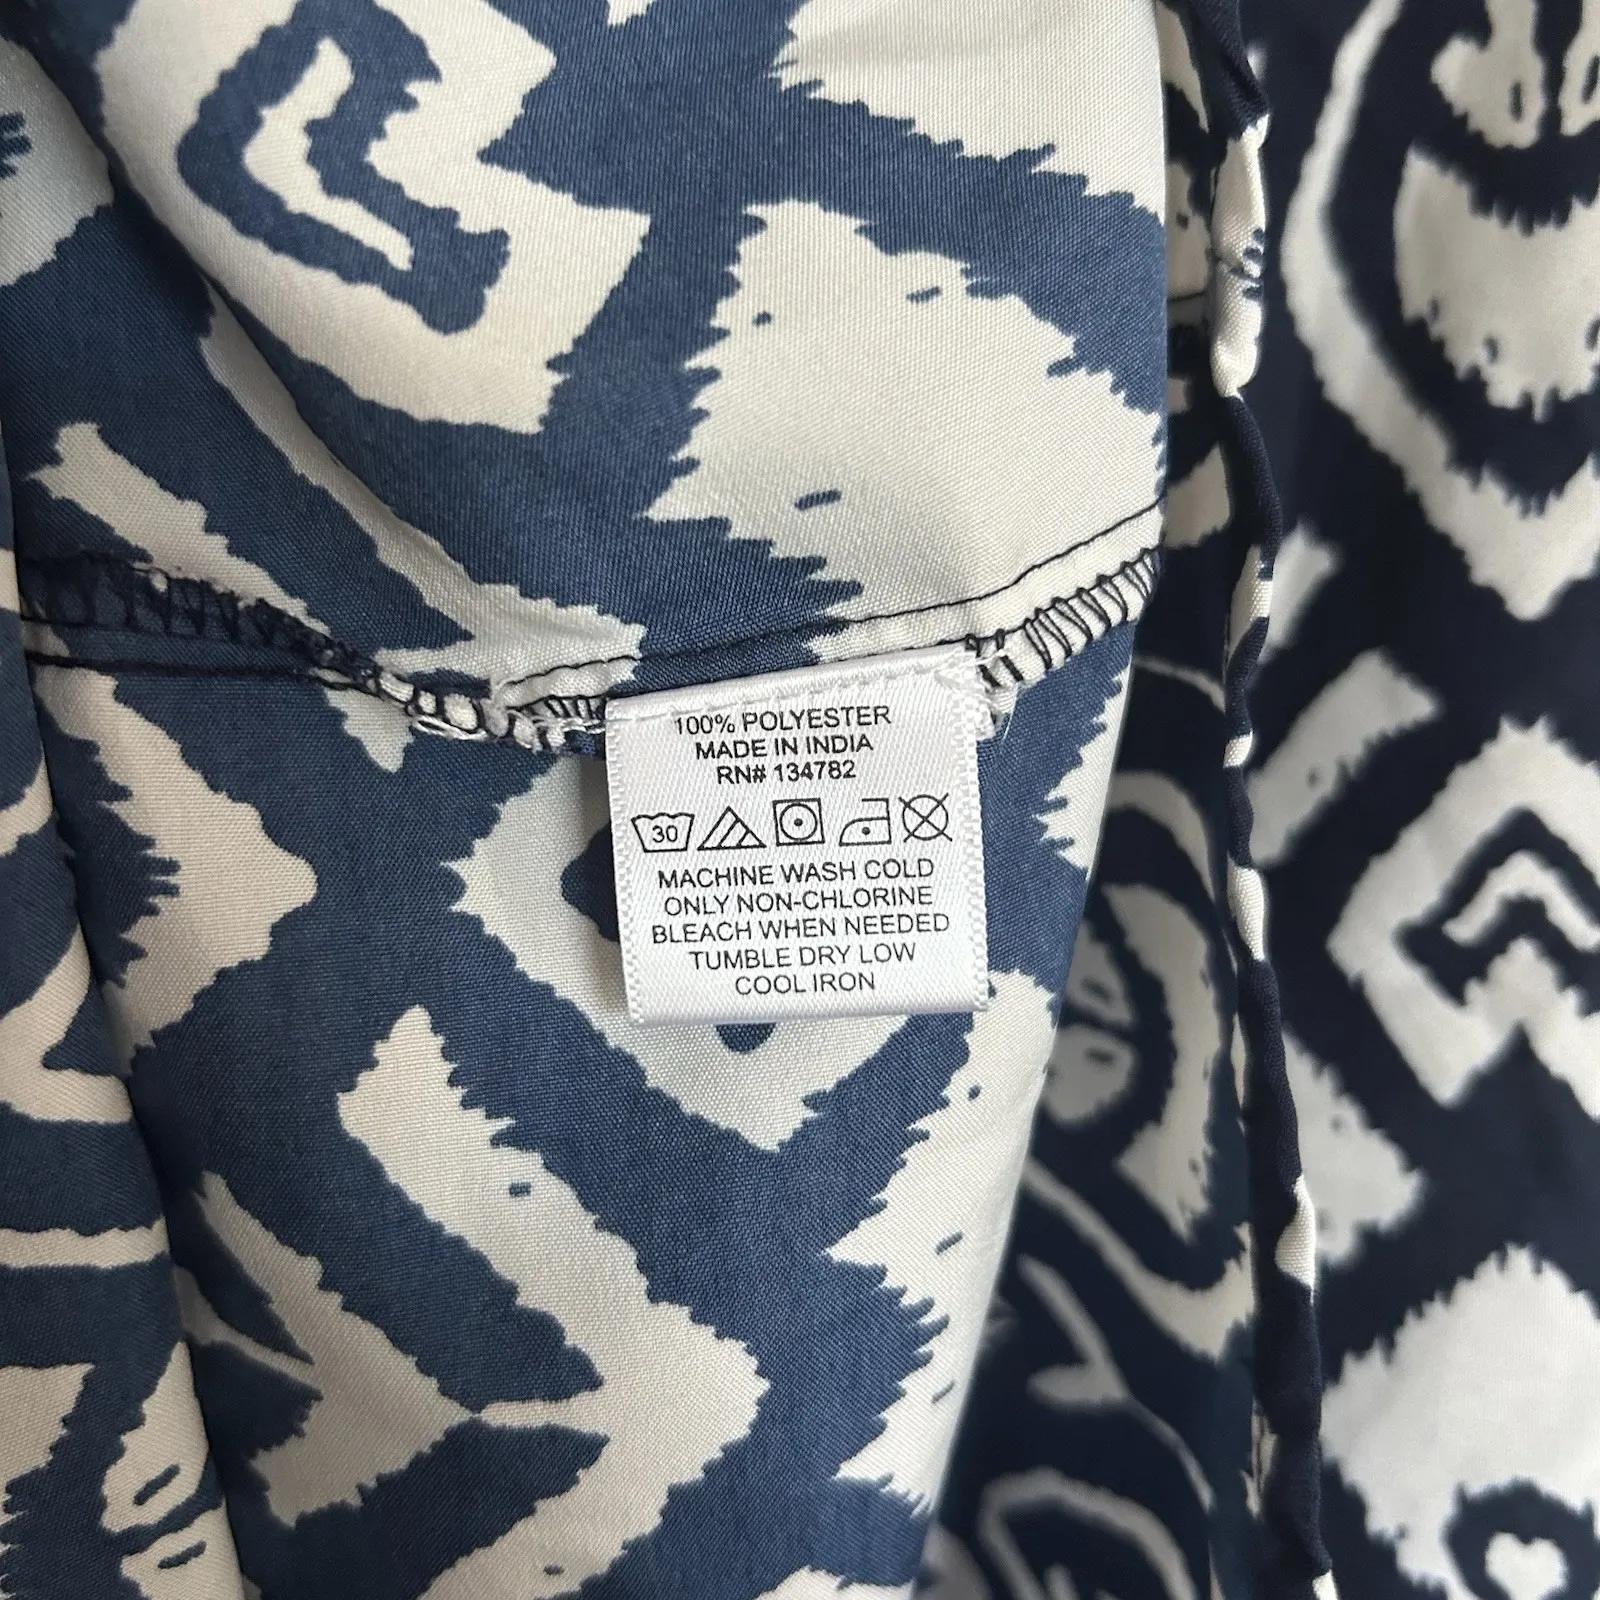 100% POLYESTER
MADE IN INDIA
RN# 134782
30
MACHINE WASH COLD
ONLY NON-CHLORINE
BLEACH WHEN NEEDED
TUMBLE DRY LOW
COOL IRON